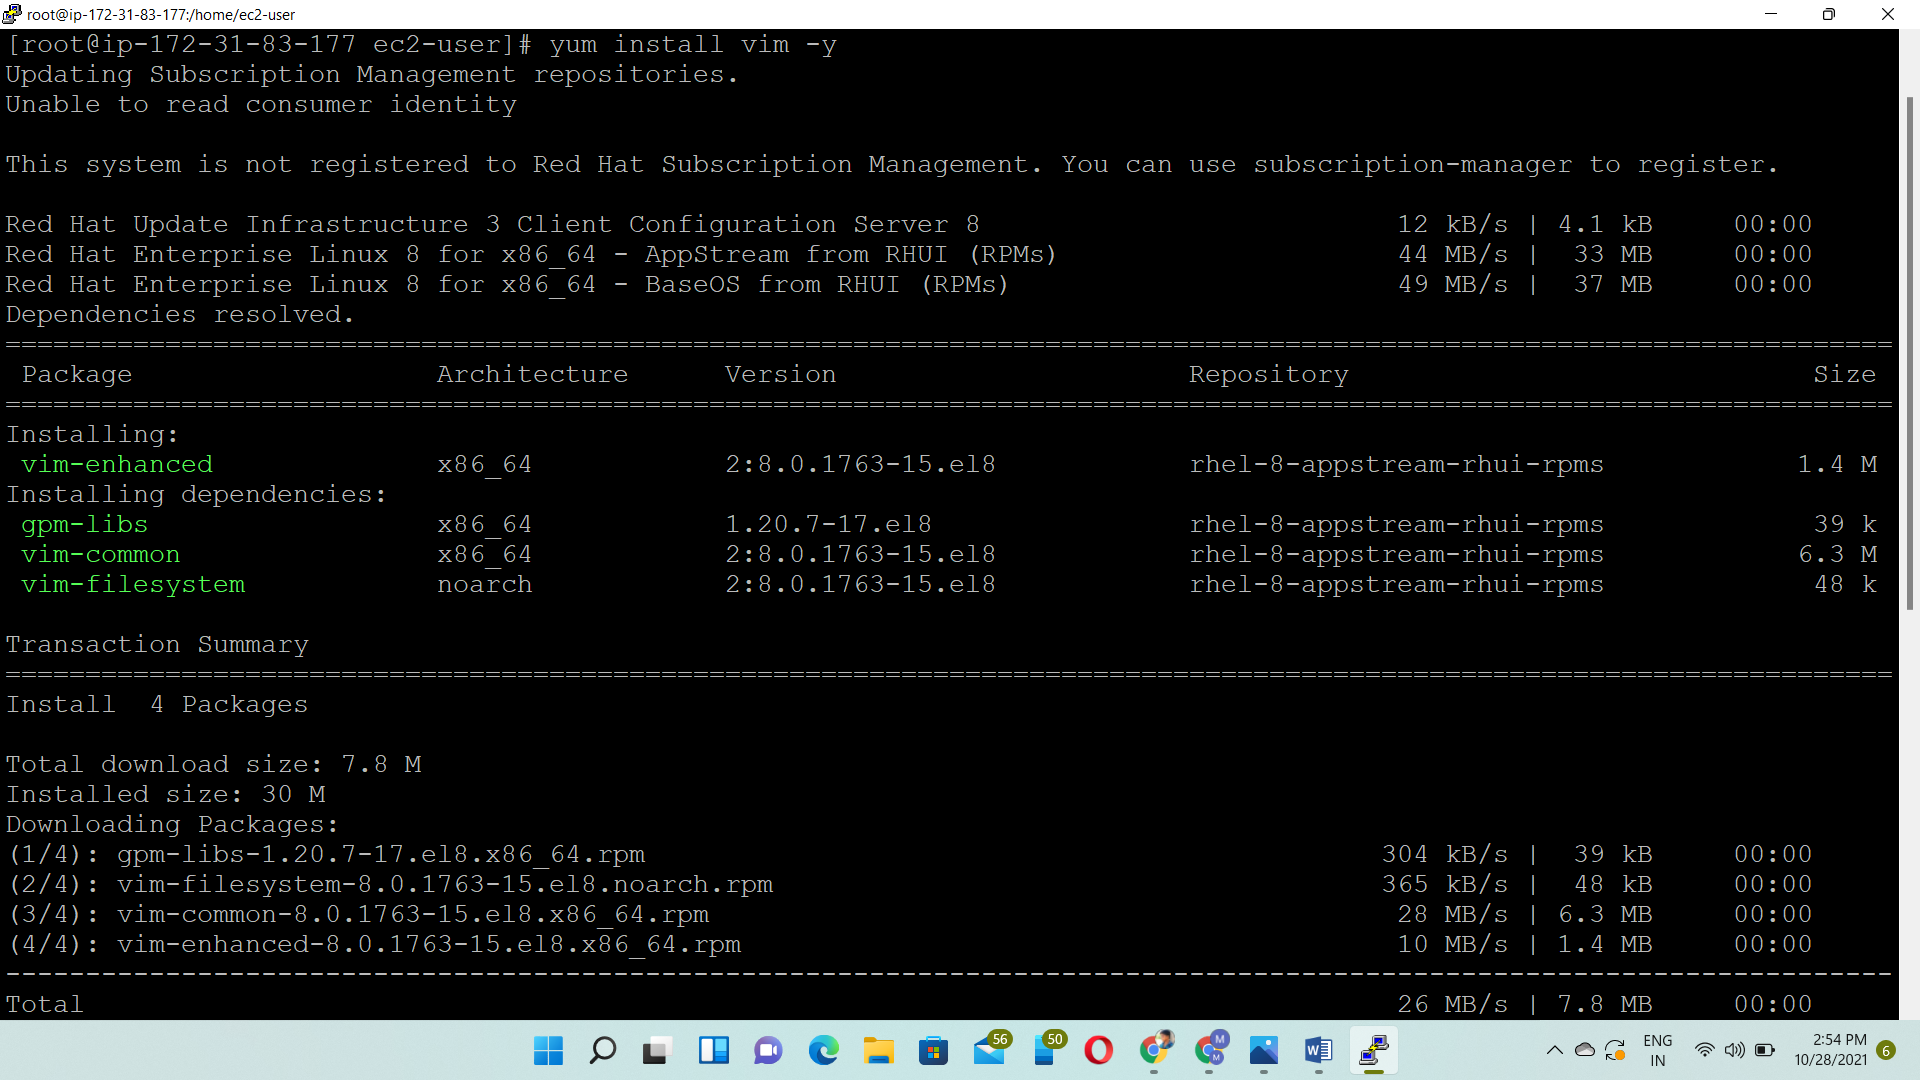 root@ip-172-31-83-177:/home/ec2-user
[root@ip-172-31-83-177 ec2-user]# yum install vim -y
Updating Subscription Management repositories.
Unable to read consumer identity
This system is not registered to Red Hat Subscription Management. You can use subscription-manager to register.
Red Hat Update Infrastructure 3 Client Configuration Server 8 12 kB/s | 4.1 kB 00:00
Red Hat Enterprise Linux 8 for x86_64 - AppStream from RHUI (RPMs) 44 MB/s | 33 MB 00:00
Red Hat Enterprise Linux 8 for x86_64 - BaseOS from RHUI (RPMs) 49 MB/s | 37 MB 00:00
Dependencies resolved.
Package Architecture Version Repository Size
Installing:
vim-enhanced x86_64 2:8.0.1763-15.el8 rhel-8-appstream-rhui-rpms 1.4 M
Installing dependencies:
gpm-libs x86_64 1.20.7-17.el8 rhel-8-appstream-rhui-rpms 39 k
vim-common x86_64 2:8.0.1763-15.el8 rhel-8-appstream-rhui-rpms 6.3 M
vim-filesystem noarch 2:8.0.1763-15.el8 rhel-8-appstream-rhui-rpms 48 k
Transaction Summary
Install 4 Packages
Total download size: 7.8 M
Installed size: 30 M
Downloading Packages:
(1/4): gpm-libs-1.20.7-17.el8.x86_64.rpm 304 kB/s | 39 kB 00:00
(2/4): vim-filesystem-8.0.1763-15.el8.noarch.rpm 365 kB/s | 48 kB 00:00
(3/4): vim-common-8.0.1763-15.el8.x86_64.rpm 28 MB/s | 6.3 MB 00:00
(4/4): vim-enhanced-8.0.1763-15.el8.x86_64.rpm 10 MB/s | 1.4 MB 00:00
Total 26 MB/s | 7.8 MB 00:00
56 50 M M ENG 2:54 PM
IN 10/28/2021 6